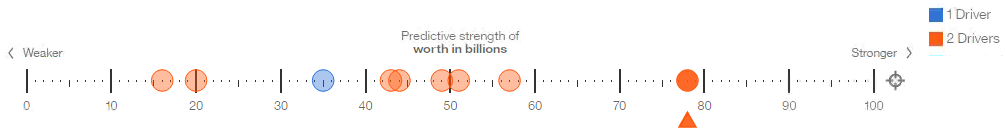 1 Driver
2 Drivers
Predictive strength of
worth in billions
Weaker
Stronger
0 10 20 30 40 50 60 70 80 90 100